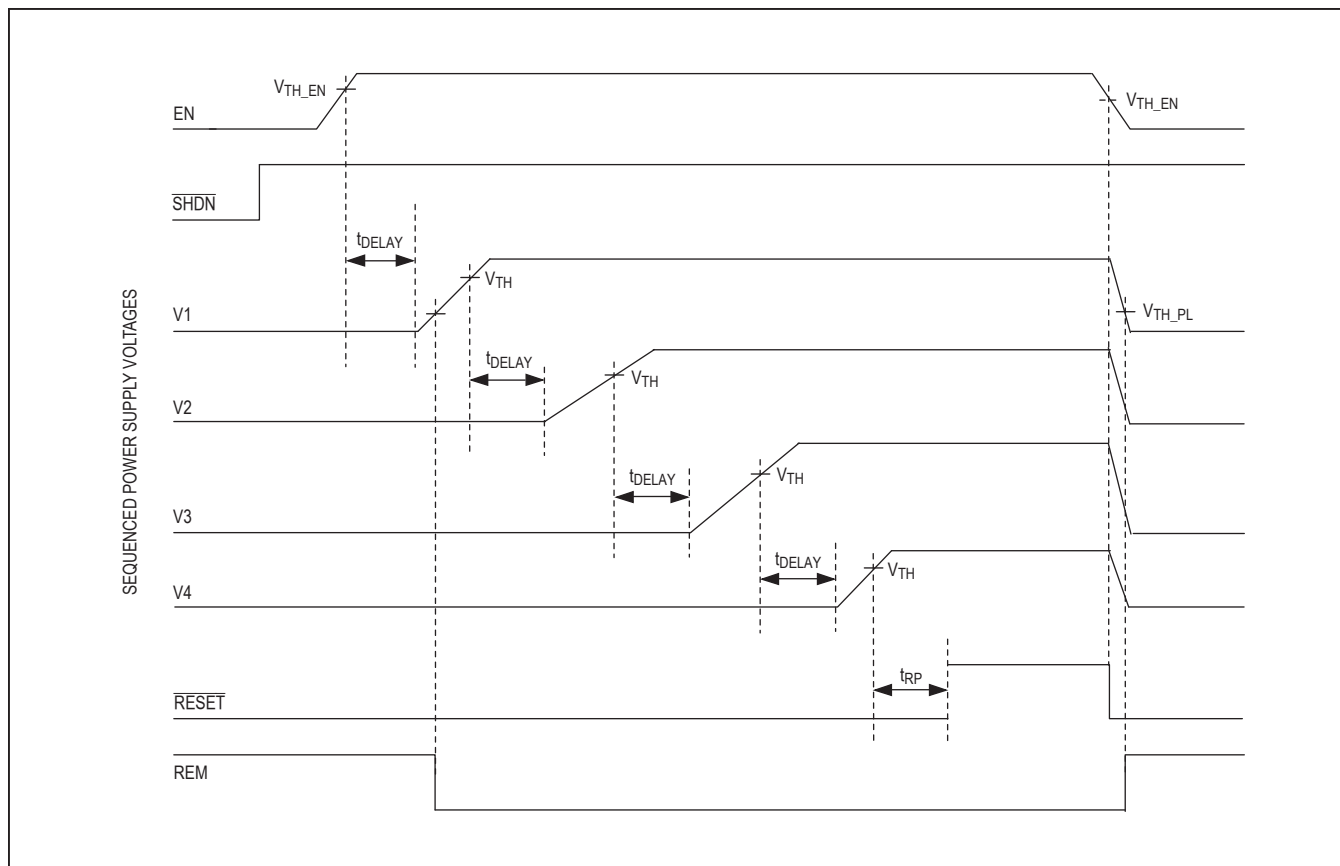 V_TH_EN
V_TH_EN
EN
SHDN
t_DELAY
V_TH
V1
V_TH_PL
t_DELAY
V_TH
V2
t_DELAY
V_TH
V3
t_DELAY
V_TH
V4
t_RP
RESET
REM
SEQUENCED POWER SUPPLY VOLTAGES